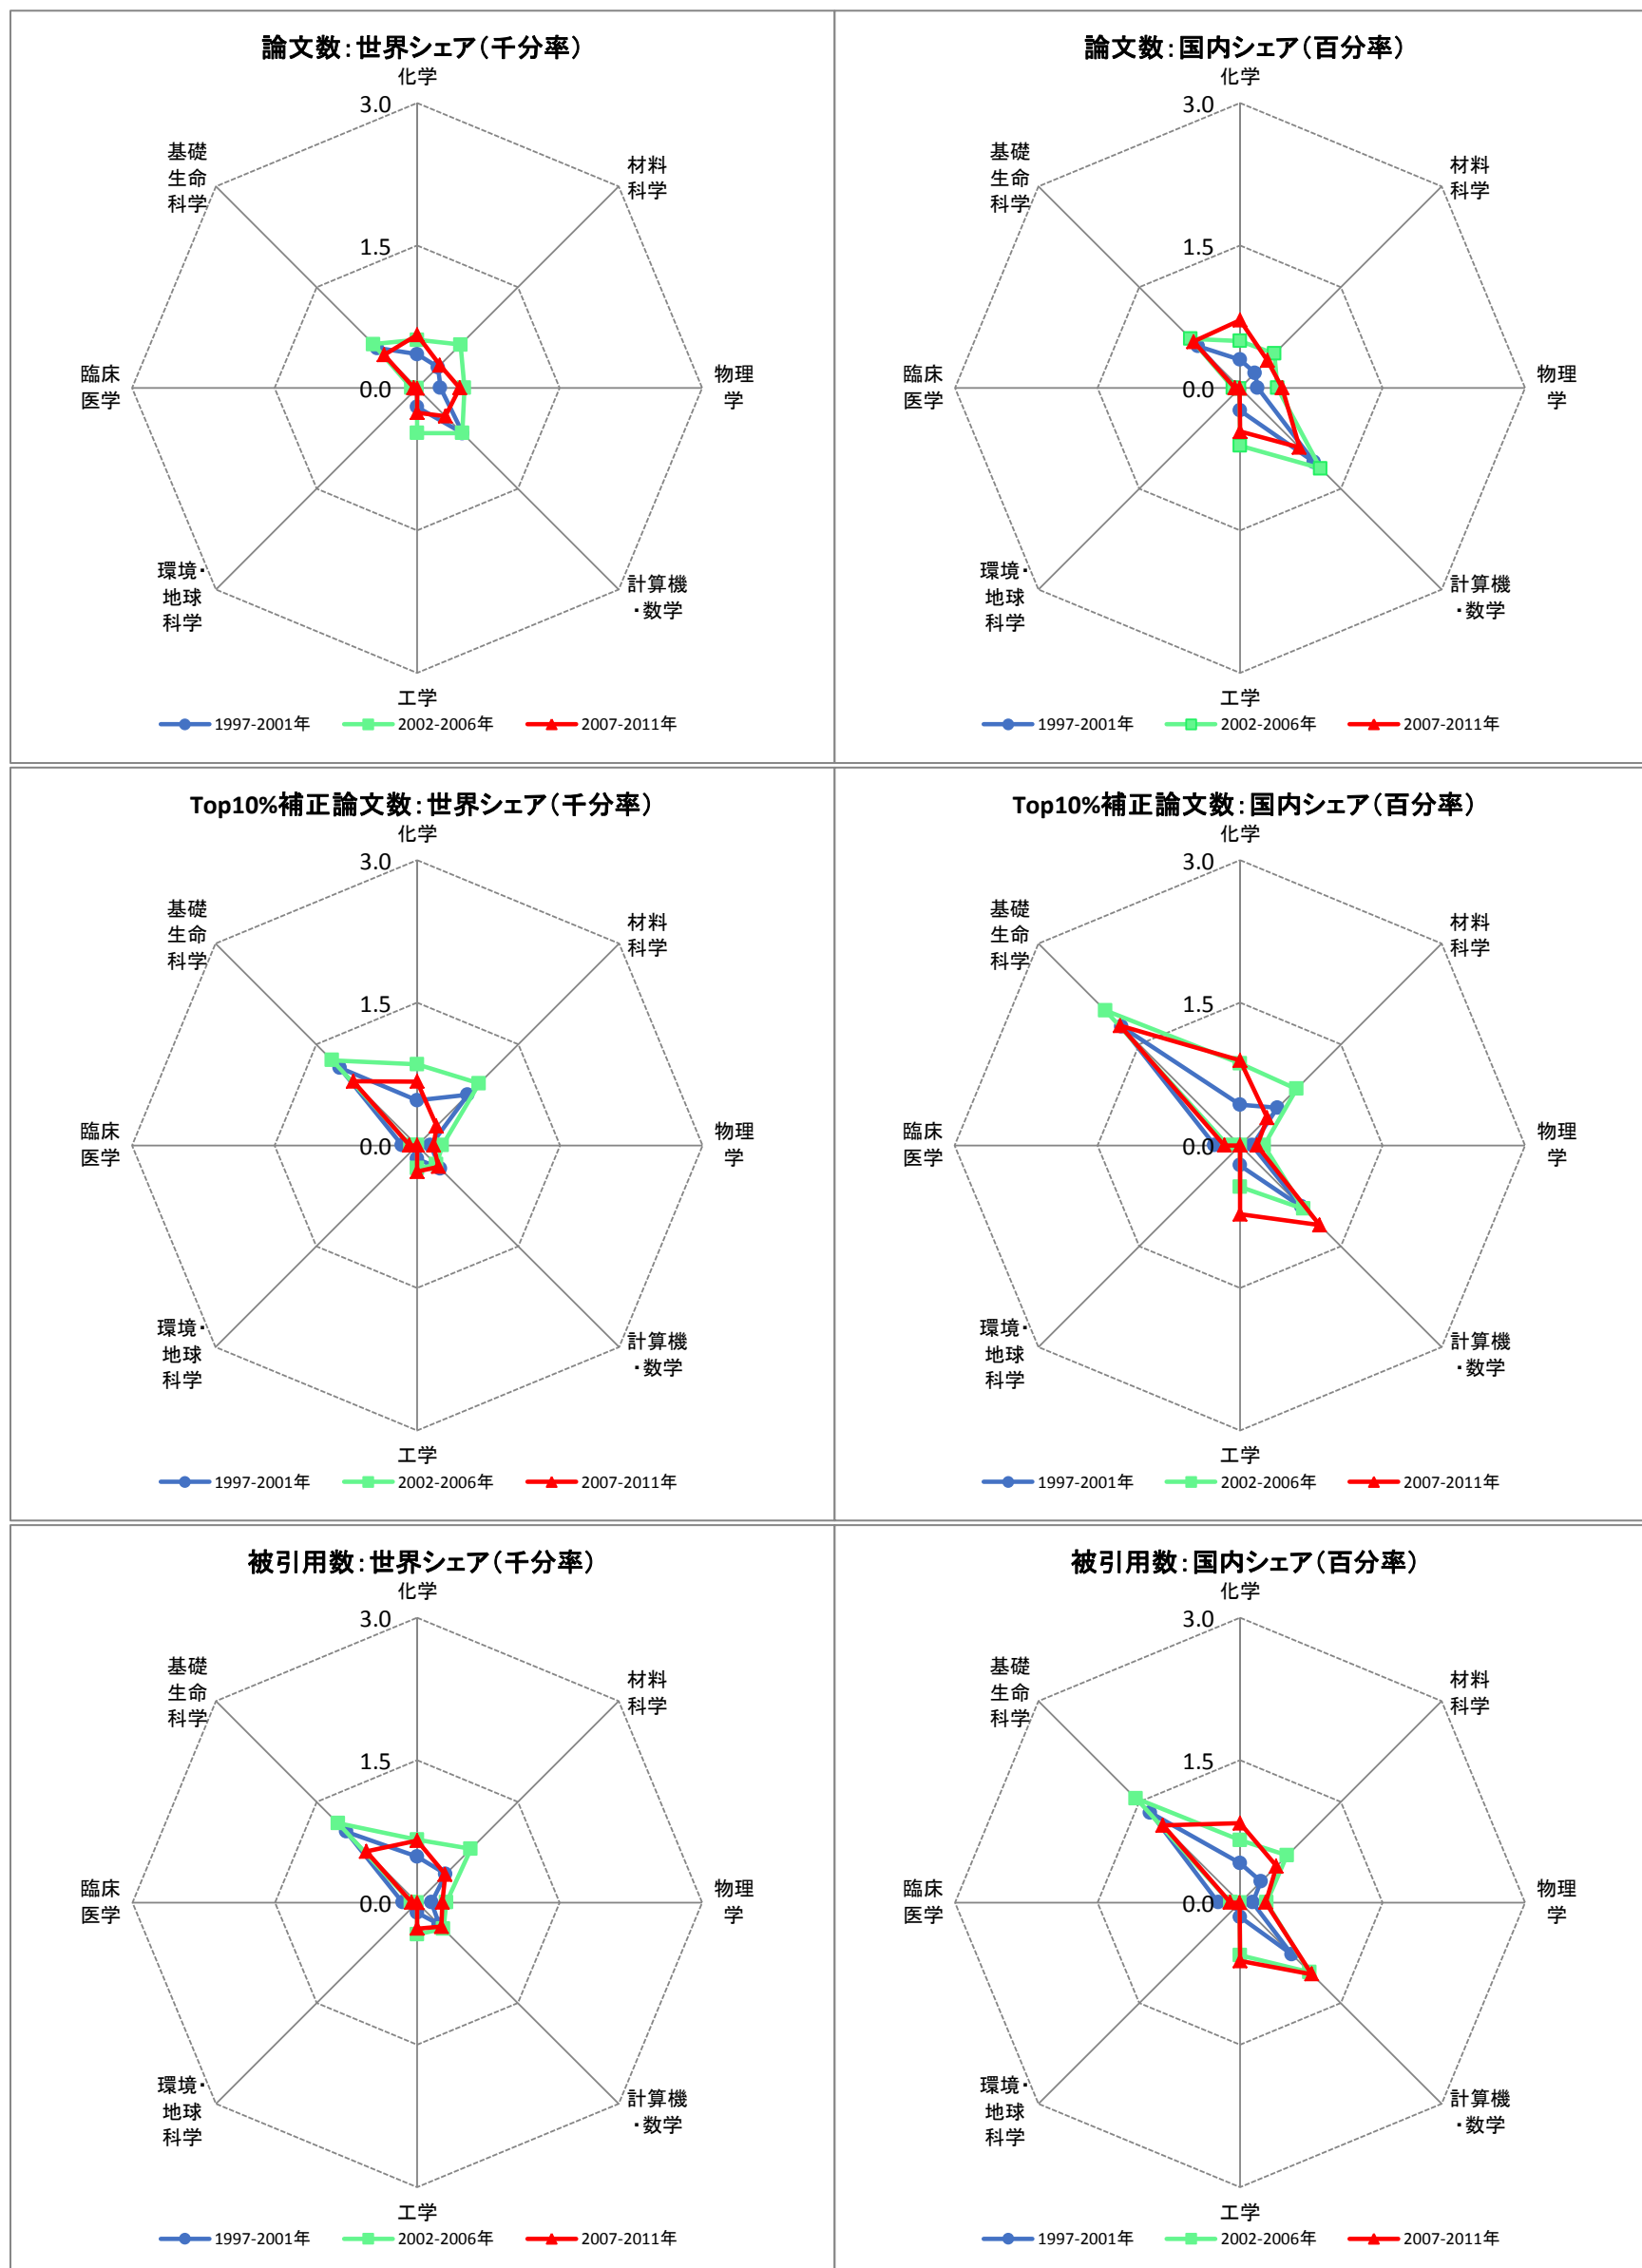 論文数:世界シェア(千分率)
化学
3.0
基礎
生命
科学
材料
科学
1.5
臨床
医学
0.0
物理
学
環境・
地球
科学
計算機
・数学
工学
1997-2001年 2002-2006年 2007-2011年
論文数:国内シェア(百分率)
化学
3.0
基礎
生命
科学
材料
科学
1.5
臨床
医学
0.0
物理
学
環境・
地球
科学
計算機
・数学
工学
1997-2001年 2002-2006年 2007-2011年
Top10%補正論文数:世界シェア(千分率)
化学
3.0
基礎
生命
科学
材料
科学
1.5
臨床
医学
0.0
物理
学
環境・
地球
科学
計算機
・数学
工学
1997-2001年 2002-2006年 2007-2011年
Top10%補正論文数:国内シェア(百分率)
化学
3.0
基礎
生命
科学
材料
科学
1.5
臨床
医学
0.0
物理
学
環境・
地球
科学
計算機
・数学
工学
1997-2001年 2002-2006年 2007-2011年
被引用数:世界シェア(千分率)
化学
3.0
基礎
生命
科学
材料
科学
1.5
臨床
医学
0.0
物理
学
環境・
地球
科学
計算機
・数学
工学
1997-2001年 2002-2006年 2007-2011年
被引用数:国内シェア(百分率)
化学
3.0
基礎
生命
科学
材料
科学
1.5
臨床
医学
0.0
物理
学
環境・
地球
科学
計算機
・数学
工学
1997-2001年 2002-2006年 2007-2011年